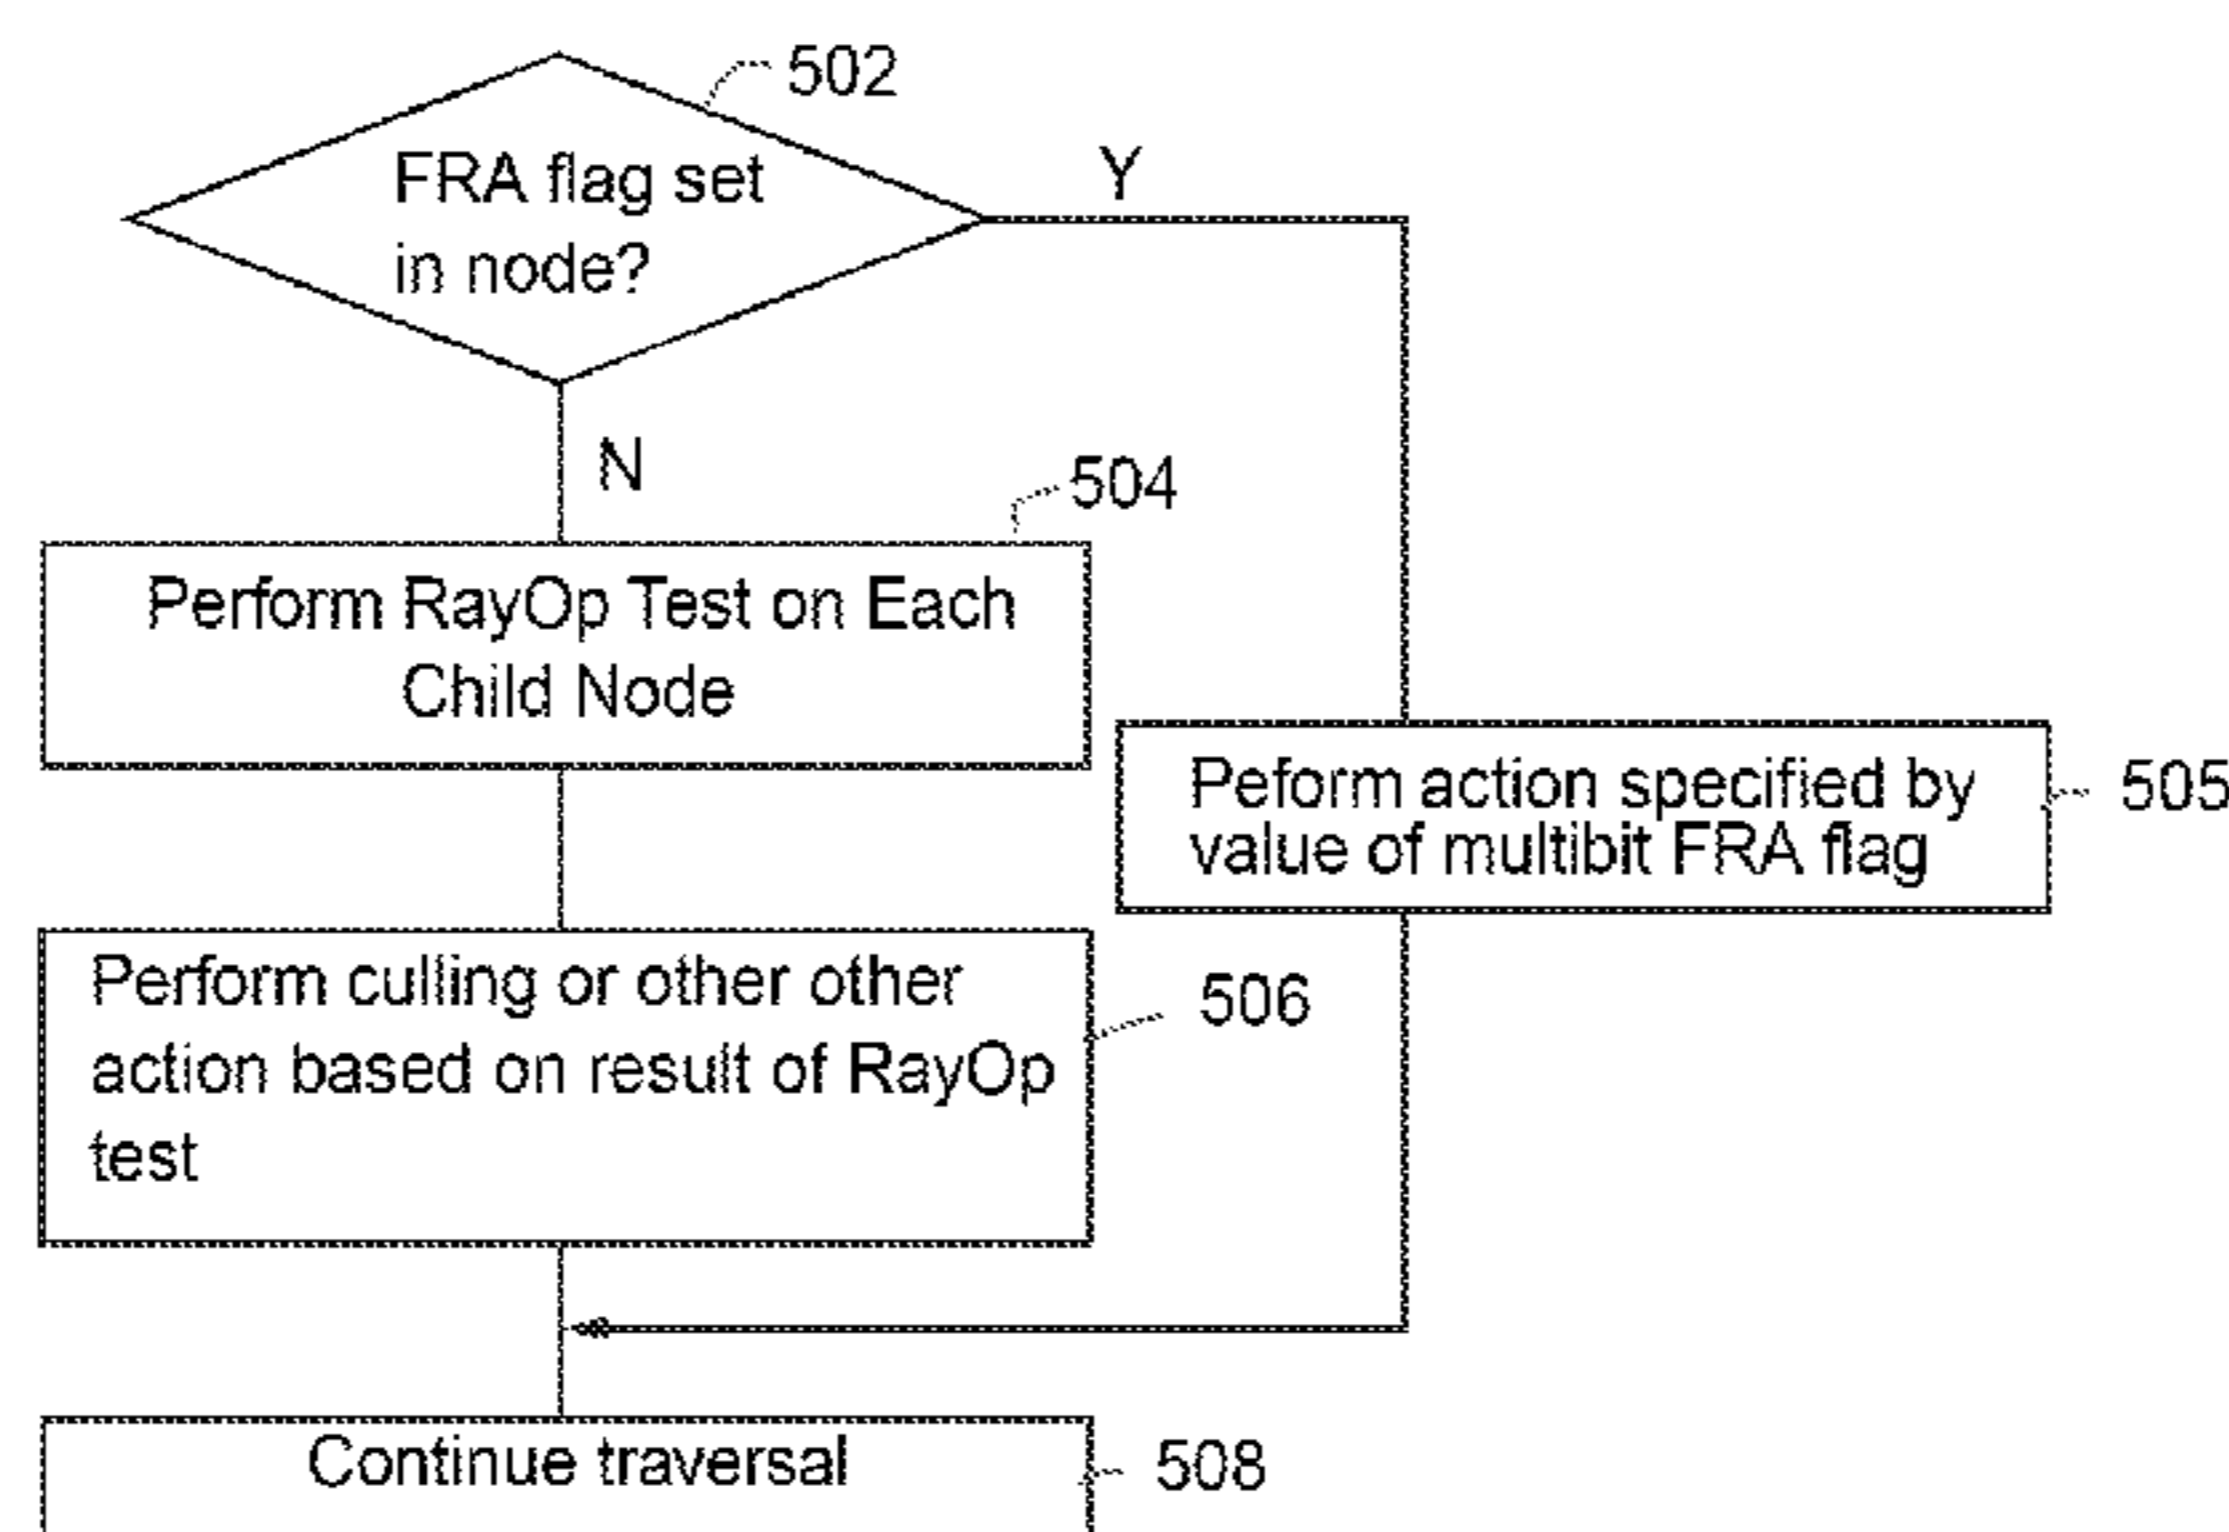 502
FRA flag set
in node?
Y
N
504
Perform RayOp Test on Each
Child Node
Peform action specified by
value of multibit FRA flag
505
Perform culling or other other
action based on result of RayOp
test
506
Continue traversal
508